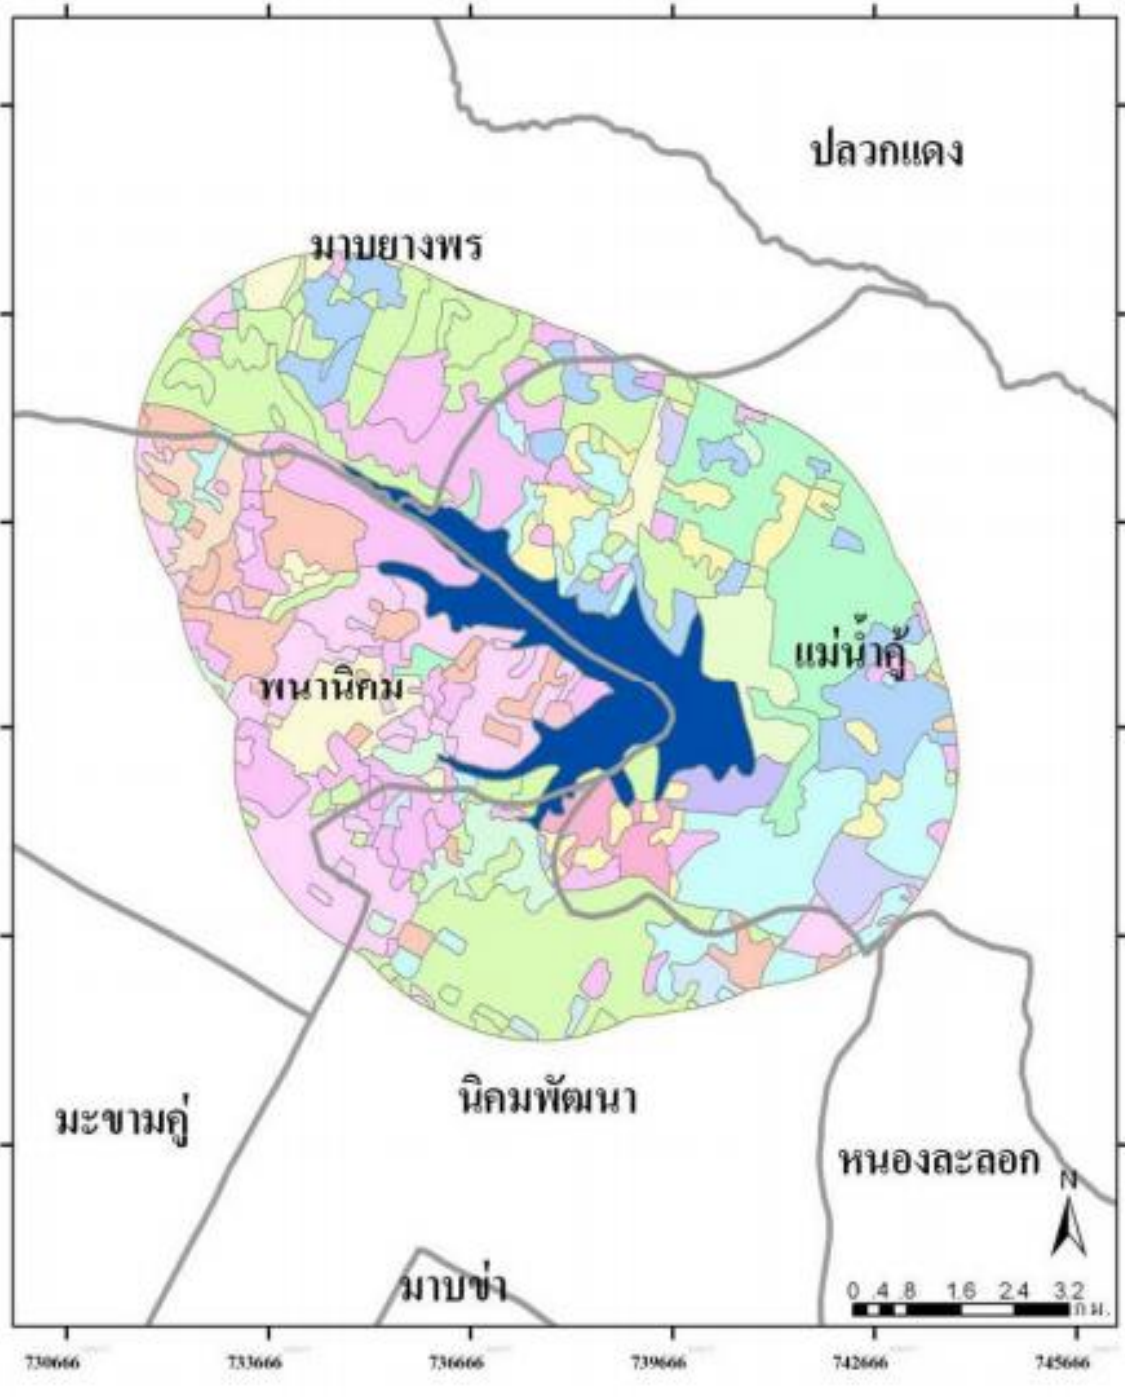 ปลวกแดง
มาบยางพร
แม่น้ำคู้
พนานิคม
นิคมพัฒนา
มะขามคู่
หนองละลอก
N
มาบข่า
0 .4 .8 1.6 2.4 3.2
กม.
730666 733666 736666 739666 742666 745666